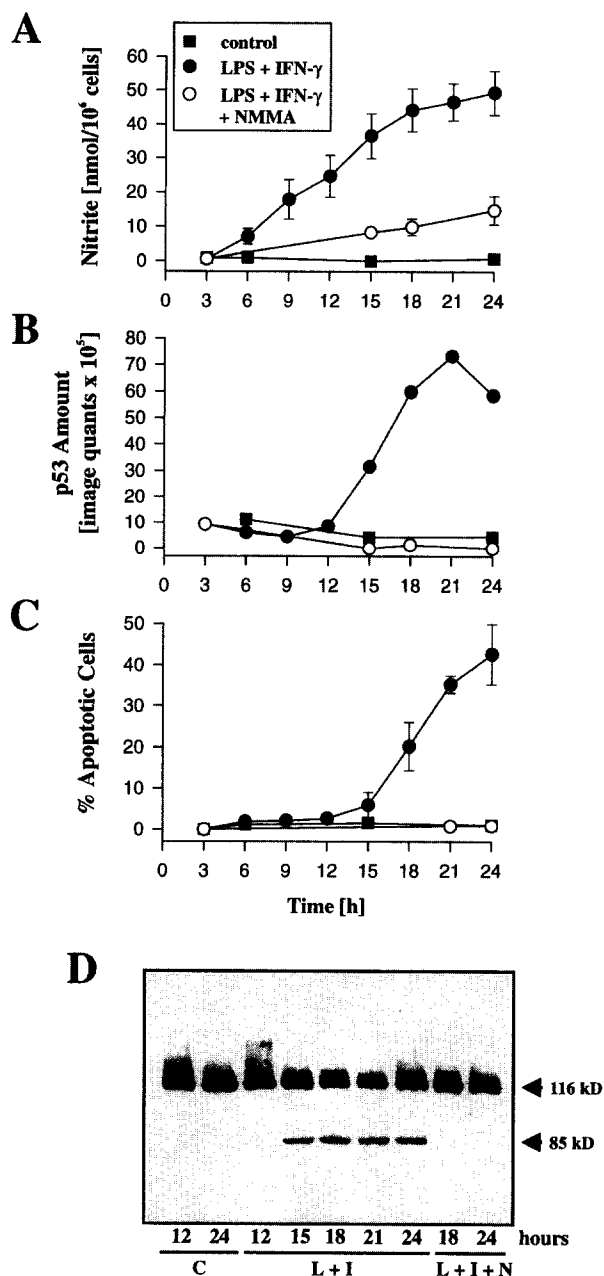 A
control
LPS + IFN-γ
LPS + IFN-γ
+ NMMA
Nitrite [nmol/10⁶ cells]
60
50
40
30
20
10
0
0 3 6 9 12 15 18 21 24
B
p53 Amount
[image quants x 10⁵]
80
70
60
50
40
30
20
10
0
0 3 6 9 12 15 18 21 24
C
% Apoptotic Cells
50
40
30
20
10
0
0 3 6 9 12 15 18 21 24
Time [h]
D
116 kD
85 kD
12 24 12 15 18 21 24 18 24 hours
C L + I L + I + N